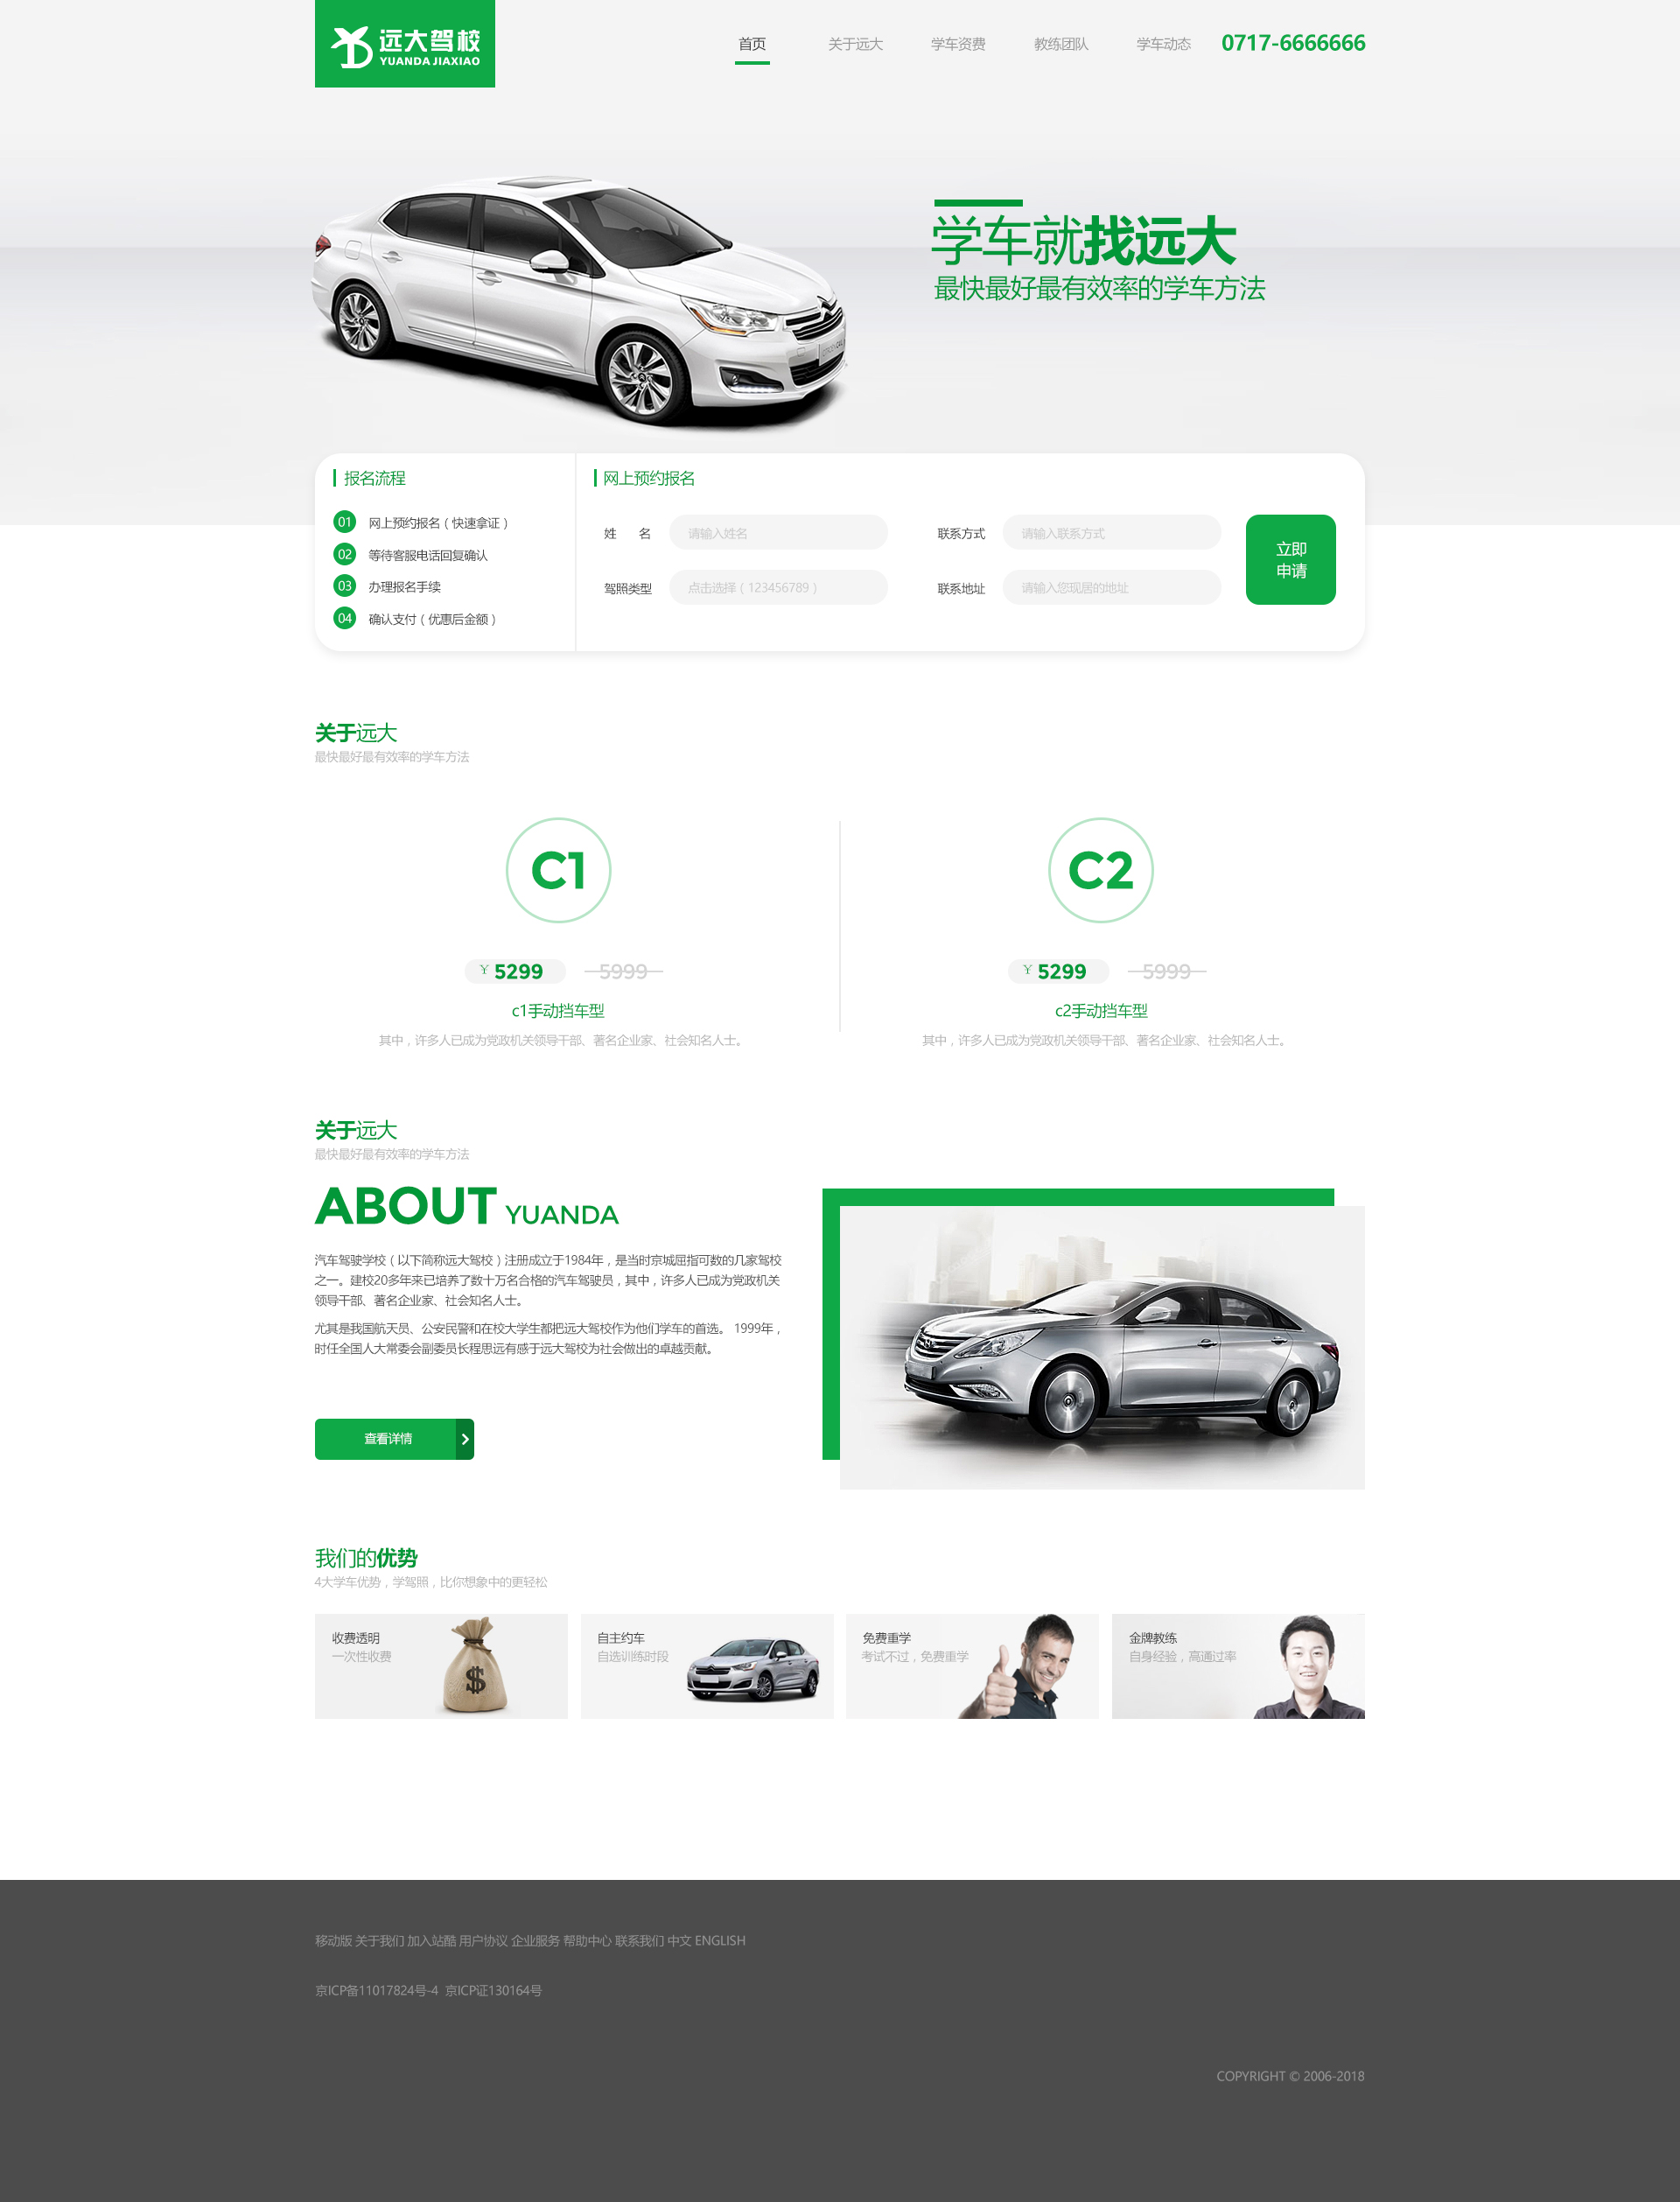 远大驾校
YUANDA JIAXIAO
首页 关于远大 学车资费 教练团队 学车动态 0717-6666666
学车就找远大
最快最好最有效率的学车方法
报名流程
01 网上预约报名（快速拿证）
02 等待客服电话回复确认
03 办理报名手续
04 确认支付（优惠后金额）
网上预约报名
姓 名 请输入姓名
联系方式 请输入联系方式
驾照类型 点击选择（123456789）
联系地址 请输入您现居的地址
立即
申请
关于远大
最快最好最有效率的学车方法
C1
¥ 5299 5999
c1手动挡车型
其中，许多人已成为党政机关领导干部、著名企业家、社会知名人士。
C2
¥ 5299 5999
c2手动挡车型
其中，许多人已成为党政机关领导干部、著名企业家、社会知名人士。
关于远大
最快最好最有效率的学车方法
ABOUT YUANDA
汽车驾驶学校（以下简称远大驾校）注册成立于1984年，是当时京城屈指可数的几家驾校
之一。建校20多年来已培养了数十万名合格的汽车驾驶员，其中，许多人已成为党政机关
领导干部、著名企业家、社会知名人士。
尤其是我国航天员、公安民警和在校大学生都把远大驾校作为他们学车的首选。 1999年，
时任全国人大常委会副委员长程思远有感于远大驾校为社会做出的卓越贡献。
查看详情
我们的优势
4大学车优势，学驾照，比你想象中的更轻松
收费透明
一次性收费
$
自主约车
自选训练时段
免费重学
考试不过，免费重学
金牌教练
自身经验，高通过率
移动版 关于我们 加入站酷 用户协议 企业服务 帮助中心 联系我们 中文 ENGLISH
京ICP备11017824号-4 京ICP证130164号
COPYRIGHT © 2006-2018